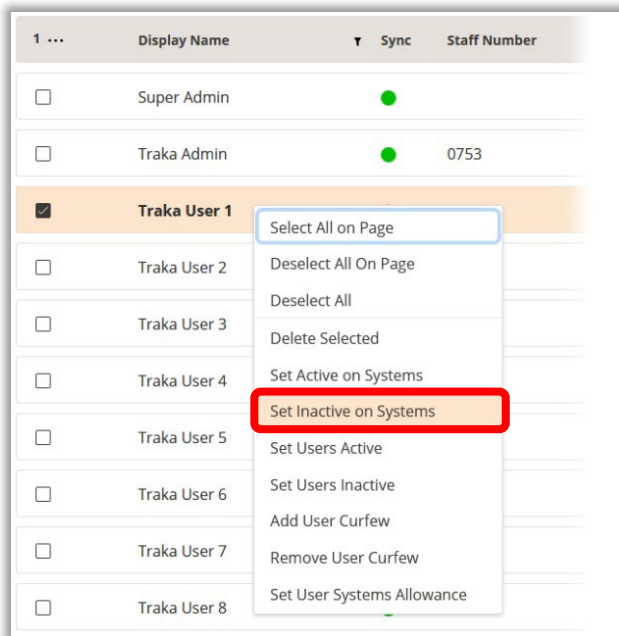 1 ... Display Name Sync Staff Number
Super Admin
Traka Admin 0753
Traka User 1
Select All on Page
Traka User 2
Deselect All On Page
Deselect All
Traka User 3
Delete Selected
Traka User 4
Set Active on Systems
Set Inactive on Systems
Traka User 5
Set Users Active
Traka User 6
Set Users Inactive
Add User Curfew
Traka User 7
Remove User Curfew
Traka User 8
Set User Systems Allowance